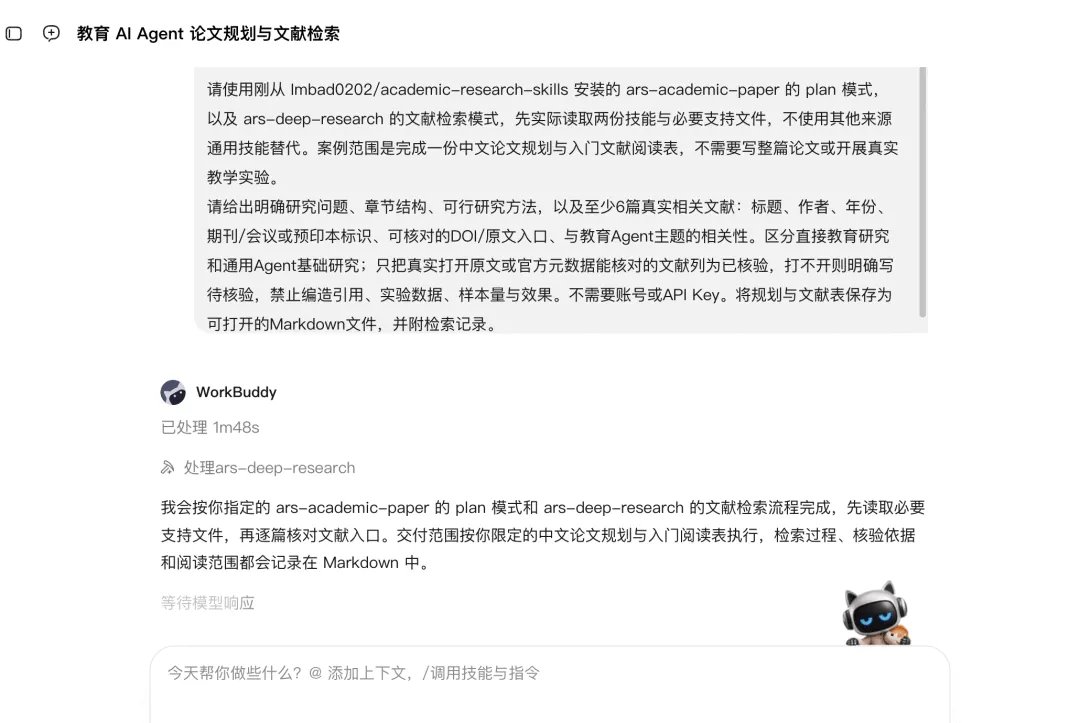 教育 AI Agent 论文规划与文献检索
请使用刚从 Imbad0202/academic-research-skills 安装的 ars-academic-paper 的 plan 模式，
以及 ars-deep-research 的文献检索模式，先实际读取两份技能与必要支持文件，不使用其他来源
通用技能替代。案例范围是完成一份中文论文规划与入门文献阅读表，不需要写整篇论文或开展真实
教学实验。
请给出明确研究问题、章节结构、可行研究方法，以及至少6篇真实相关文献：标题、作者、年份、
期刊/会议或预印本标识、可核对的DOI/原文入口、与教育Agent主题的相关性。区分直接教育研究
和通用Agent基础研究；只把真实打开原文或官方元数据能核对的文献列为已核验，打不开则明确写
待核验，禁止编造引用、实验数据、样本量与效果。不需要账号或API Key。将规划与文献表保存为
可打开的Markdown文件，并附检索记录。
WorkBuddy
已处理 1m48s
处理ars-deep-research
我会按你指定的 ars-academic-paper 的 plan 模式和 ars-deep-research 的文献检索流程完成，先读取必要
支持文件，再逐篇核对文献入口。交付范围按你限定的中文论文规划与入门阅读表执行，检索过程、核验依据
和阅读范围都会记录在 Markdown 中。
等待模型响应
今天帮你做些什么？@ 添加上下文，/调用技能与指令